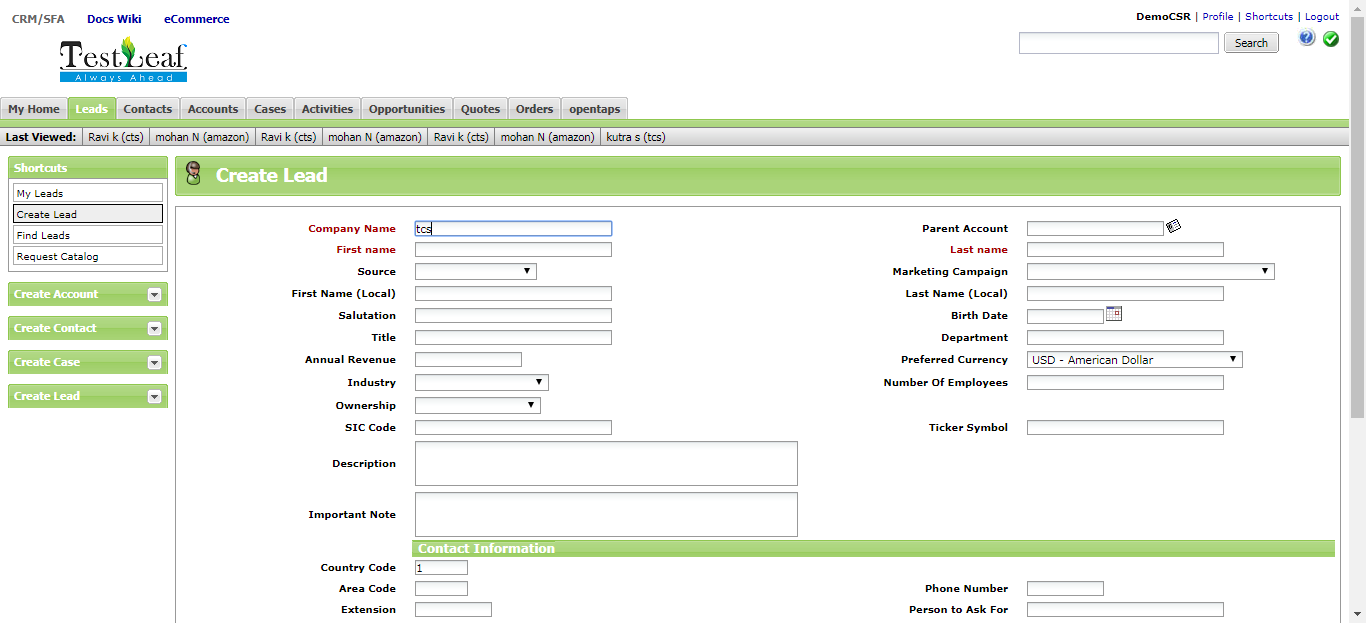 CRM/SFA Docs Wiki eCommerce
DemoCSR | Profile | Shortcuts | Logout
TestLeaf
Always Ahead
Search
My Home Leads Contacts Accounts Cases Activities Opportunities Quotes Orders opentaps
Last Viewed: Ravi k (cts) mohan N (amazon) Ravi k (cts) mohan N (amazon) Ravi k (cts) mohan N (amazon) kutra s (tcs)
Shortcuts
My Leads
Create Lead
Find Leads
Request Catalog
Create Account
Create Contact
Create Case
Create Lead
Create Lead
Company Name tcs Parent Account
First name Last name
Source Marketing Campaign
First Name (Local) Last Name (Local)
Salutation Birth Date
Title Department
Annual Revenue Preferred Currency USD - American Dollar
Industry Number Of Employees
Ownership
SIC Code Ticker Symbol
Description
Important Note
Contact Information
Country Code 1
Area Code Phone Number
Extension Person to Ask For